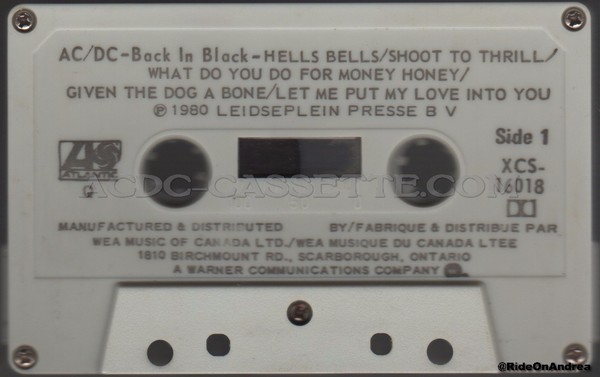 AC/DC-Back In Black-HELLS BELLS/SHOOT TO THRILL/
WHAT DO YOU DO FOR MONEY HONEY/
GIVEN THE DOG A BONE/LET ME PUT MY LOVE INTO YOU
℗ 1980 LEIDSEPLEIN PRESSE B V
Side 1
ATLANTIC
G
XCS-
16018
ACDC-CASSETTE.COM
MANUFACTURED & DISTRIBUTED BY/FABRIQUE & DISTRIBUE PAR
WEA MUSIC OF CANADA LTD./WEA MUSIQUE DU CANADA LTEE
1810 BIRCHMOUNT RD., SCARBOROUGH, ONTARIO
A WARNER COMMUNICATIONS COMPANY
@RideOnAndrea